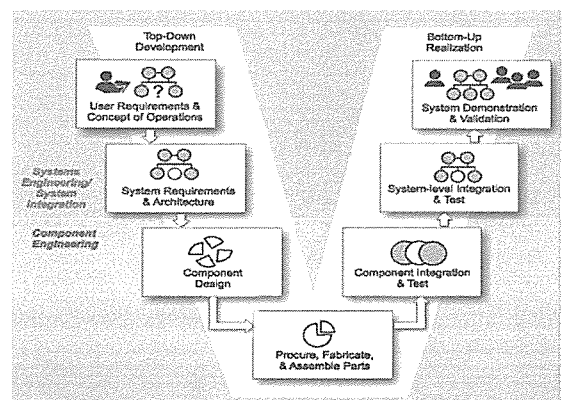 Top-Down
Development
Bottom-Up
Realization
?
User Requirements &
Concept of Operations
System Demonstration
& Validation
Systems
Engineering/
System
Integration
System Requirements
& Architecture
System-level Integration
& Test
Component
Engineering
Component
Design
Component Integration
& Test
Procure, Fabricate,
& Assemble Parts